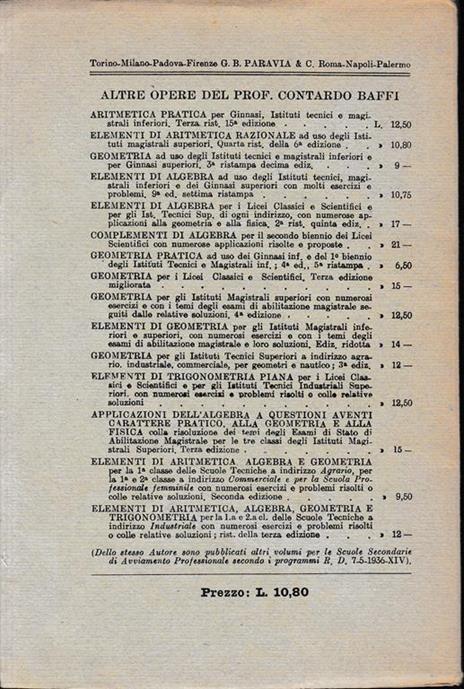 Torino-Milano-Padova-Firenze G. B. PARAVIA & C. Roma-Napoli-Palermo
ALTRE OPERE DEL PROF. CONTARDO BAFFI
ARITMETICA PRATICA per Ginnasi, Istituti tecnici e magi-
strali inferiori. Terza rist. 15ª edizione . . . . . L. 12,50
ELEMENTI DI ARITMETICA RAZIONALE ad uso degli Isti-
tuti magistrali superiori. Quarta rist. della 6ª edizione . . » 10,80
GEOMETRIA ad uso degli Istituti tecnici e magistrali inferiori e
per Ginnasi superiori, 3ª ristampa decima ediz. . . . » 9 —
ELEMENTI DI ALGEBRA ad uso degli Istituti tecnici, magi-
strali inferiori e dei Ginnasi superiori con molti esercizi e
problemi. 9ª ed. settima ristampa . . . . . . » 10,75
ELEMENTI DI ALGEBRA per i Licei Classici e Scientifici e
per gli Ist. Tecnici Sup. di ogni indirizzo, con numerose ap-
plicazioni alla geometria e alla fisica, 2ª rist. quinta ediz. . » 17 —
COMPLEMENTI DI ALGEBRA per il secondo biennio dei Licei
Scientifici con numerose applicazioni risolte e proposte . . » 21 —
GEOMETRIA PRATICA ad uso dei Ginnasi inf. e del 1º biennio
degli Istituti Tecnici e Magistrali inf. ; 4ª ed., 5ª ristampa . » 6,50
GEOMETRIA per i Licei Classici e Scientifici. Terza edizione
migliorata . . . . . . . . . . » 15 —
GEOMETRIA per gli Istituti Magistrali superiori con numerosi
esercizi e con i temi degli esami di abilitazione magistrale se-
guiti dalle relative soluzioni, 4ª edizione . . . . . » 12,50
ELEMENTI DI GEOMETRIA per gli Istituti Magistrali infe-
riori e superiori, con numerosi esercizi e con i temi degli
esami di abilitazione magistrale e loro soluzioni. Ediz. ridotta » 14 —
GEOMETRIA per gli Istituti Tecnici Superiori a indirizzo agra-
rio, industriale, commerciale, per geometri e nautico ; 3ª ediz. » 12 —
ELEMENTI DI TRIGONOMETRIA PIANA per i Licei Clas-
sici e Scientifici e per gli Istituti Tecnici Industriali Supe-
riori, con numerosi esercizi e problemi risolti o colle relative
soluzioni . . . . . . . . . . » 12,50
APPLICAZIONI DELL'ALGEBRA A QUESTIONI AVENTI
CARATTERE PRATICO, ALLA GEOMETRIA E ALLA
FISICA colla risoluzione dei temi degli Esami di Stato di
Abilitazione Magistrale per le tre classi degli Istituti Magi-
strali Superiori. Terza edizione . . . . . . . » 15 —
ELEMENTI DI ARITMETICA ALGEBRA E GEOMETRIA
per la 1ª classe delle Scuole Tecniche a indirizzo Agrario, per
la 1ª e 2ª classe a indirizzo Commerciale e per la Scuola Pro-
fessionale femminile con numerosi esercizi e problemi risolti o
colle relative soluzioni. Seconda edizione . . . . . » 9,50
ELEMENTI DI ARITMETICA, ALGEBRA, GEOMETRIA E
TRIGONOMETRIA per la 1.a e 2.a cl. delle Scuole Tecniche a
indirizzo Industriale con numerosi esercizi e problemi risolti
o colle relative soluzioni ; rist. della terza edizione . . . . » 12 —
(Dello stesso Autore sono pubblicati altri volumi per le Scuole Secondarie
di Avviamento Professionale secondo i programmi R. D. 7-5-1936-XIV).
Prezzo: L. 10,80